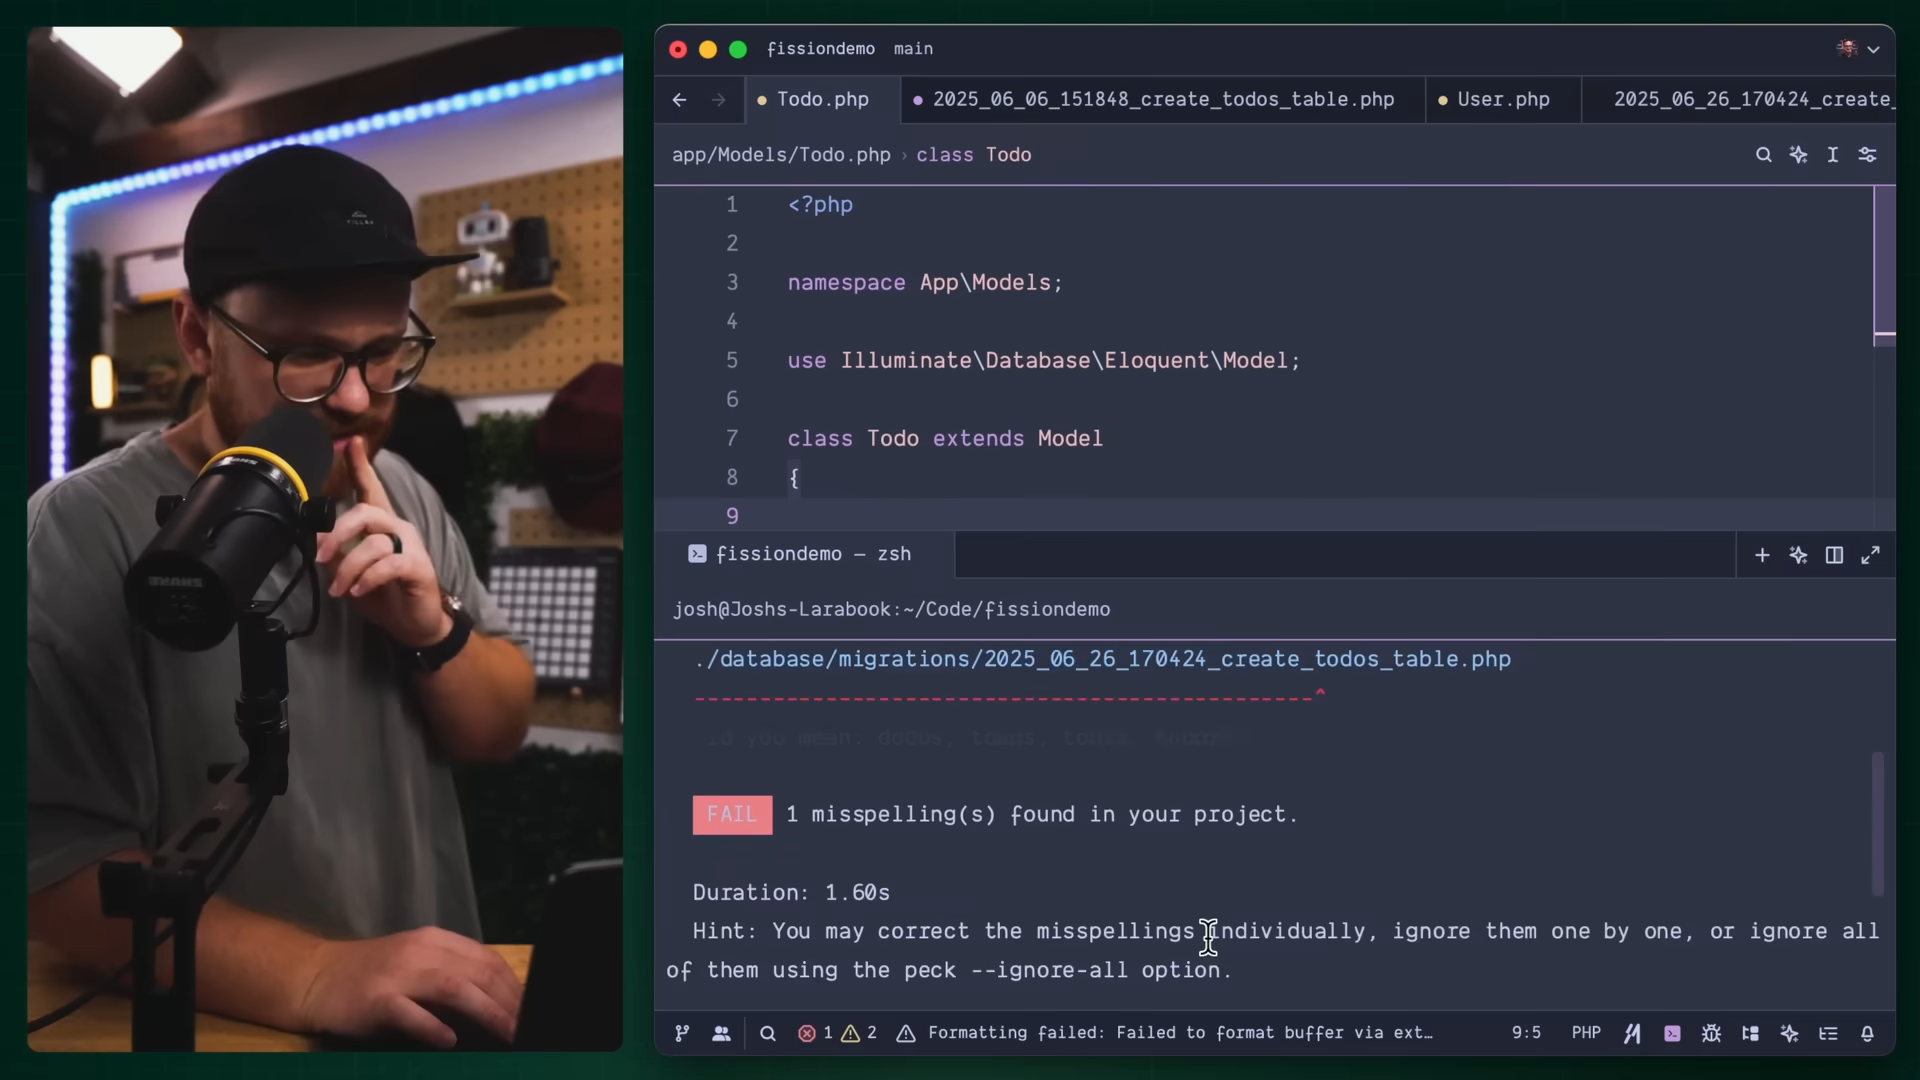 fissiondemo main
Todo.php
2025_06_06_151848_create_todos_table.php
User.php
2025_06_26_170424_create_
app/Models/Todo.php › class Todo
1 <?php
2
3 namespace App\Models;
4
5 use Illuminate\Database\Eloquent\Model;
6
7 class Todo extends Model
8 {
9
fissiondemo — zsh
josh@Joshs-Larabook:~/Code/fissiondemo
./database/migrations/2025_06_26_170424_create_todos_table.php
-----------------------------------------------^
FAIL 1 misspelling(s) found in your project.
Duration: 1.60s
Hint: You may correct the misspellings individually, ignore them one by one, or ignore all
of them using the peck --ignore-all option.
1 2 Formatting failed: Failed to format buffer via ext… 9:5 PHP